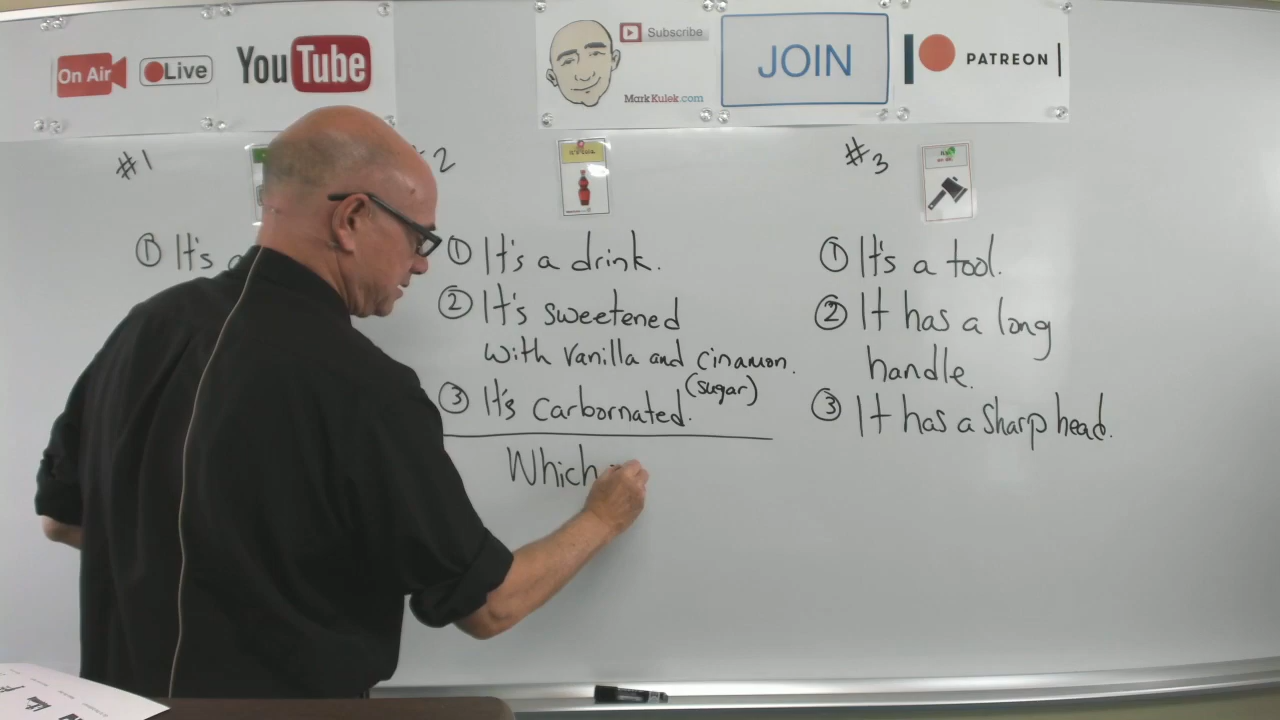 On Air
Live
YouTube
Subscribe
MarkKulek.com
JOIN
PATREON
#1
2
#3
① It's a
① It's a drink.
② It's sweetened
with vanilla and cinamon.
(sugar)
③ It's carbornated.
Which
① It's a tool.
② It has a long
handle.
③ It has a sharp head.